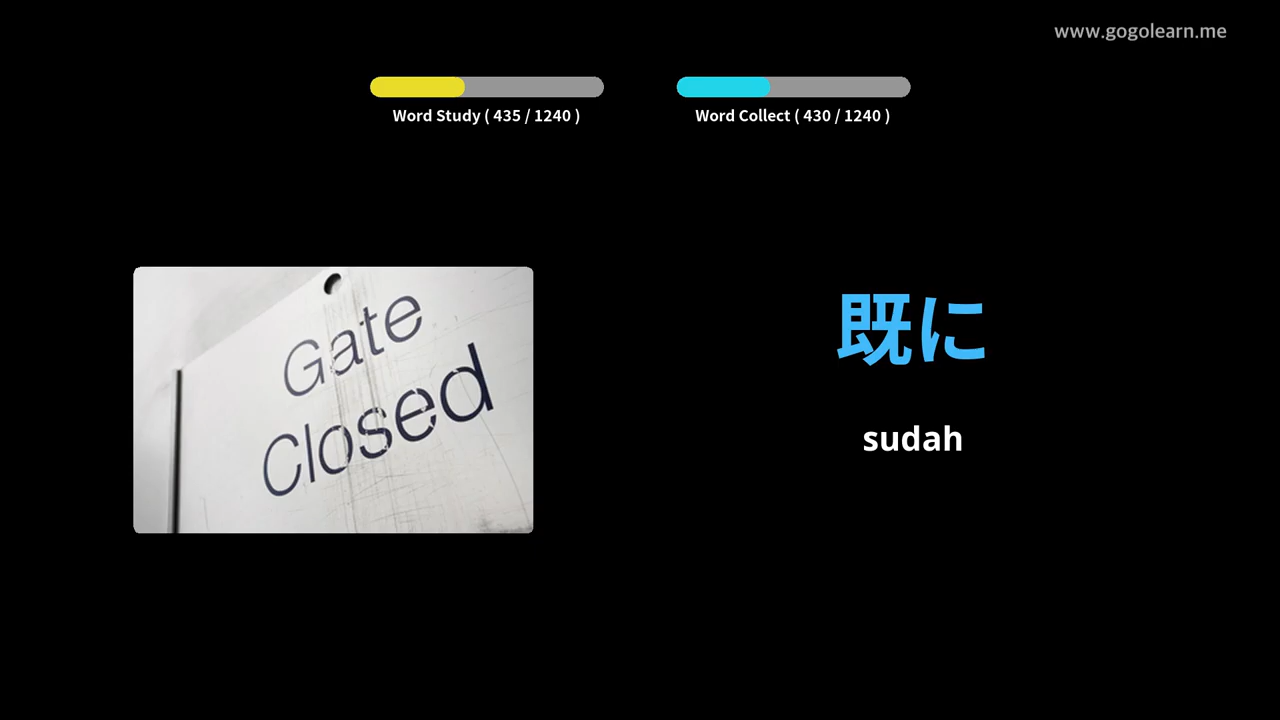 www.gogolearn.me
Word Study ( 435 / 1240 )
Word Collect ( 430 / 1240 )
Gate
Closed
既に
sudah